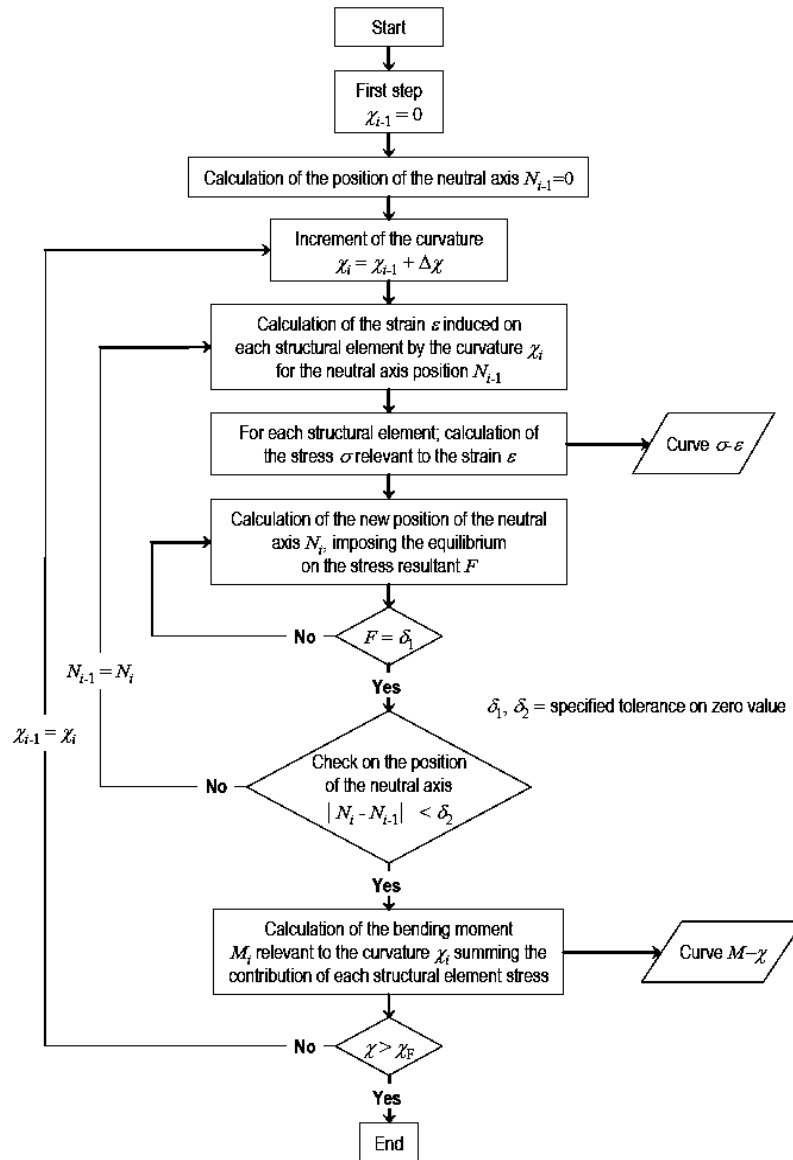 Start
First step
χi-1 = 0
Calculation of the position of the neutral axis Ni-1=0
Increment of the curvature
χi = χi-1 + Δχ
Calculation of the strain ε induced on
each structural element by the curvature χi
for the neutral axis position Ni-1
For each structural element; calculation of
the stress σ relevant to the strain ε
Curve σ-ε
Calculation of the new position of the neutral
axis Ni, imposing the equilibrium
on the stress resultant F
No
F = δ1
Yes
Ni-1 = Ni
δ1, δ2 = specified tolerance on zero value
χi-1 = χi
Check on the position
of the neutral axis
| Ni - Ni-1| < δ2
No
Yes
Calculation of the bending moment
Mi relevant to the curvature χi summing the
contribution of each structural element stress
Curve M−χ
No
χ > χF
Yes
End